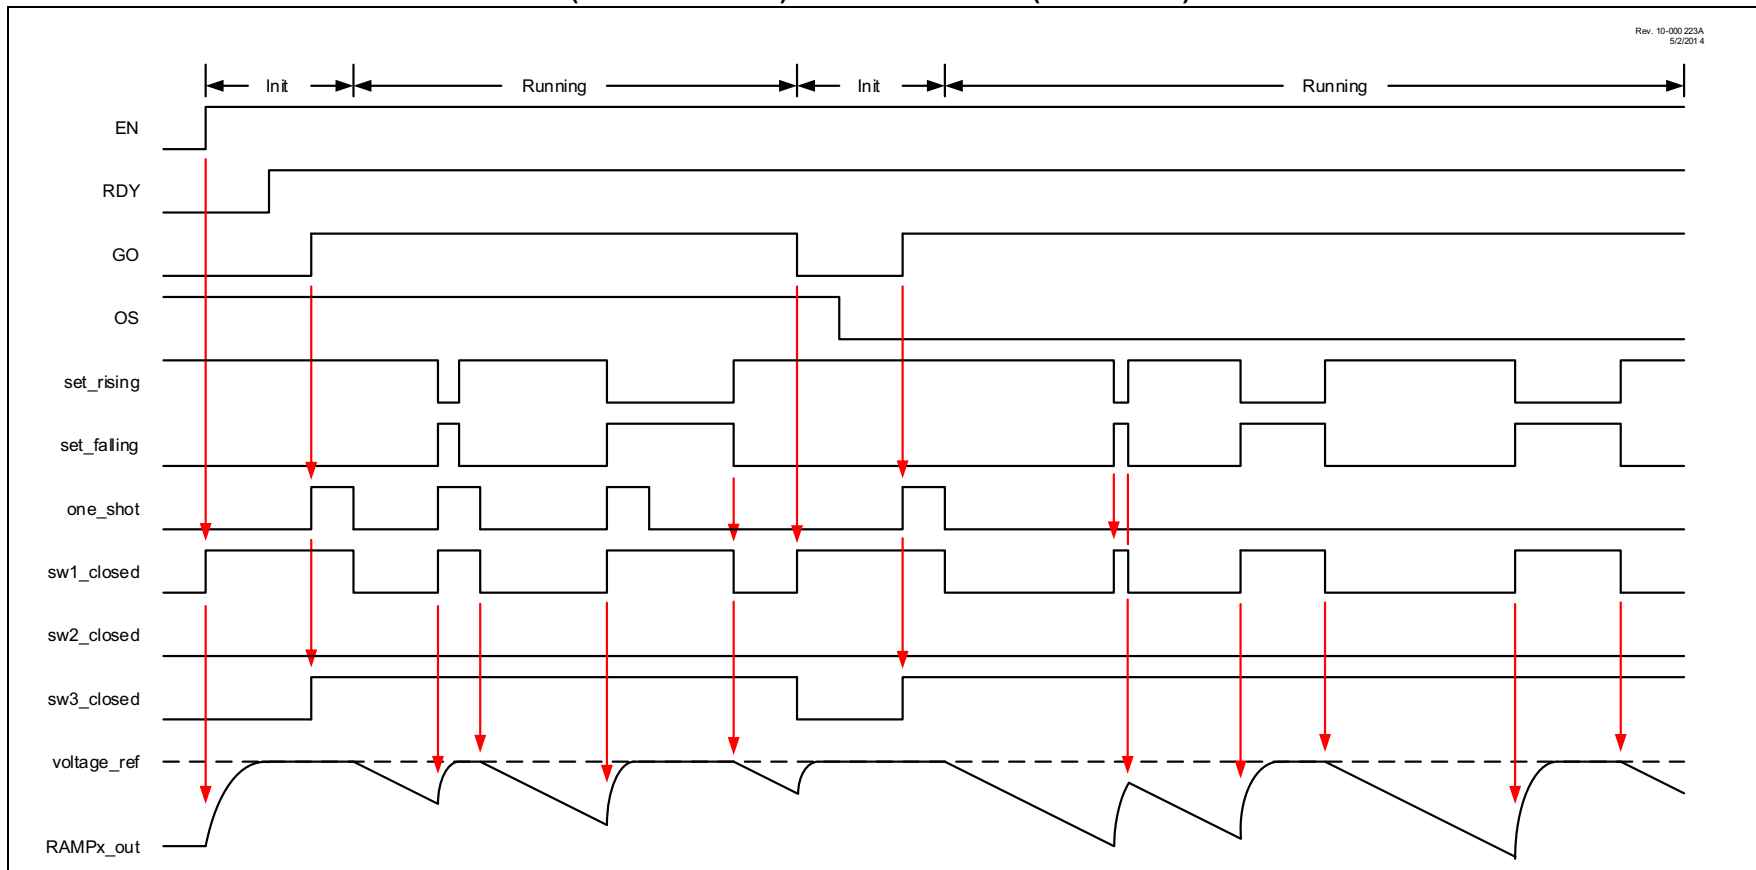 Rev. 10-000 223A
5/2/2014
Init
Running
Init
Running
EN
RDY
GO
OS
set_rising
set_falling
one_shot
sw1_closed
sw2_closed
sw3_closed
voltage_ref
RAMPx_out